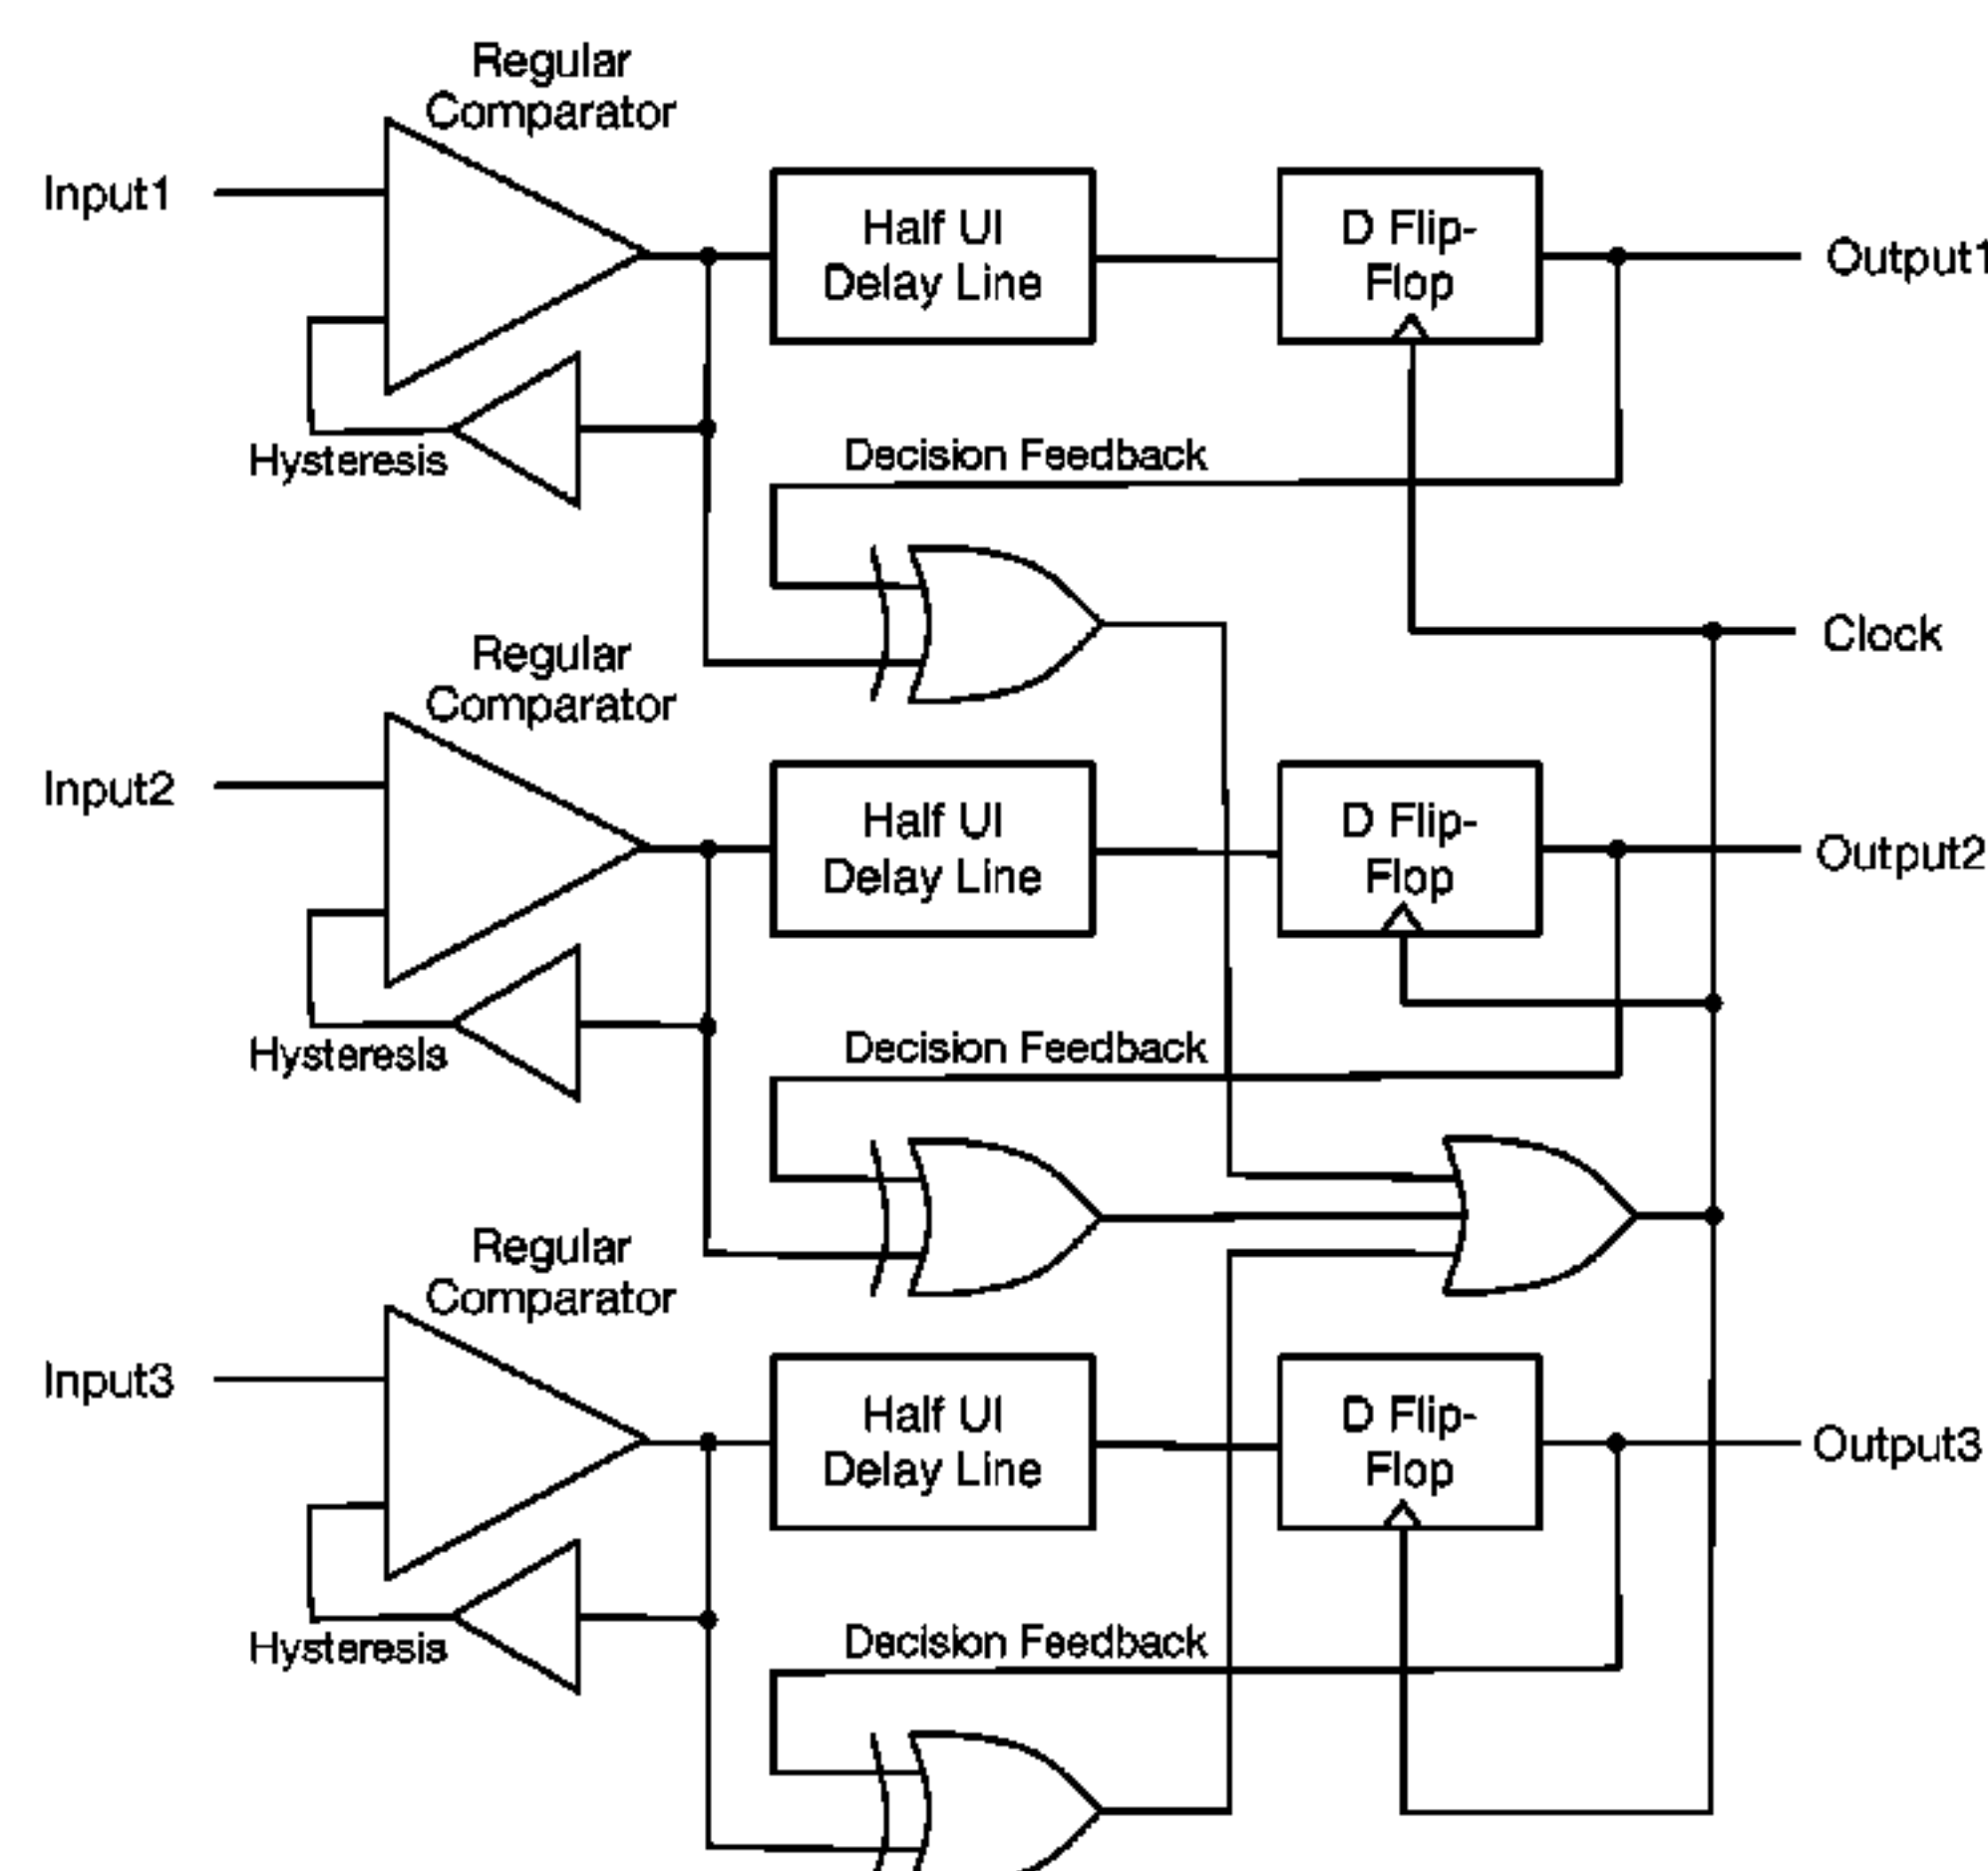 Regular
Comparator
Input1
Half UI
Delay Line
D Flip-
Flop
Output1
Hysteresis
Decision Feedback
Clock
Regular
Comparator
Input2
Half UI
Delay Line
D Flip-
Flop
Output2
Hysteresis
Decision Feedback
Regular
Comparator
Input3
Half UI
Delay Line
D Flip-
Flop
Output3
Hysteresis
Decision Feedback